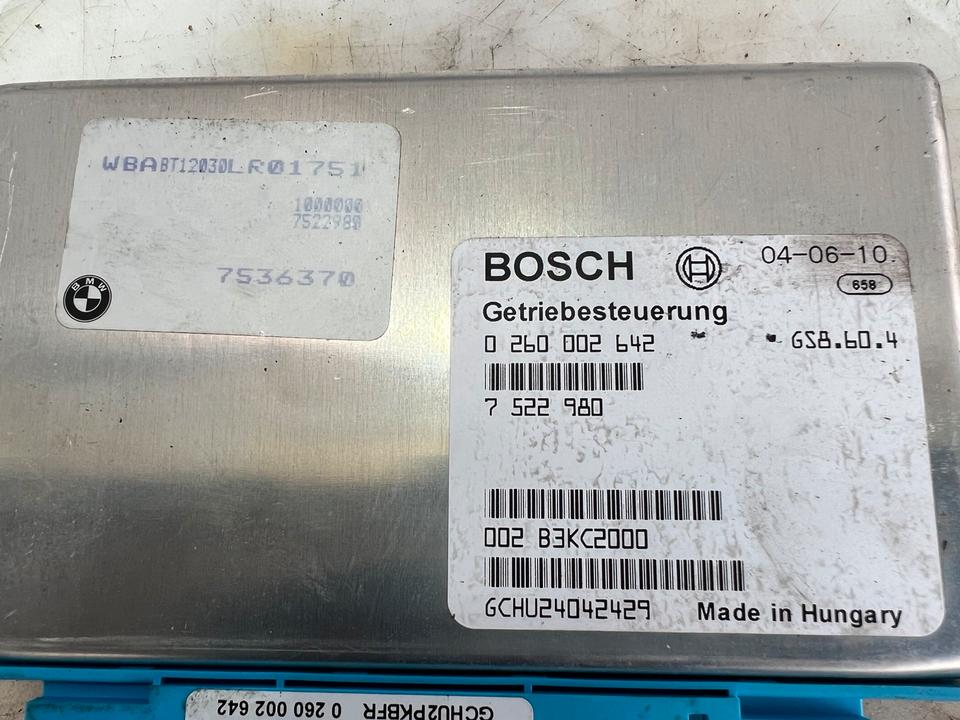 WBABT12030LR01751
1000000
7522980
7536370
BMW
BOSCH
04-06-10.
658
Getriebesteuerung
0 260 002 642
GS8.60.4
7 522 980
002 B3KC2000
GCHU24042429
Made in Hungary
GCHU2PKBFR 0 260 002 642